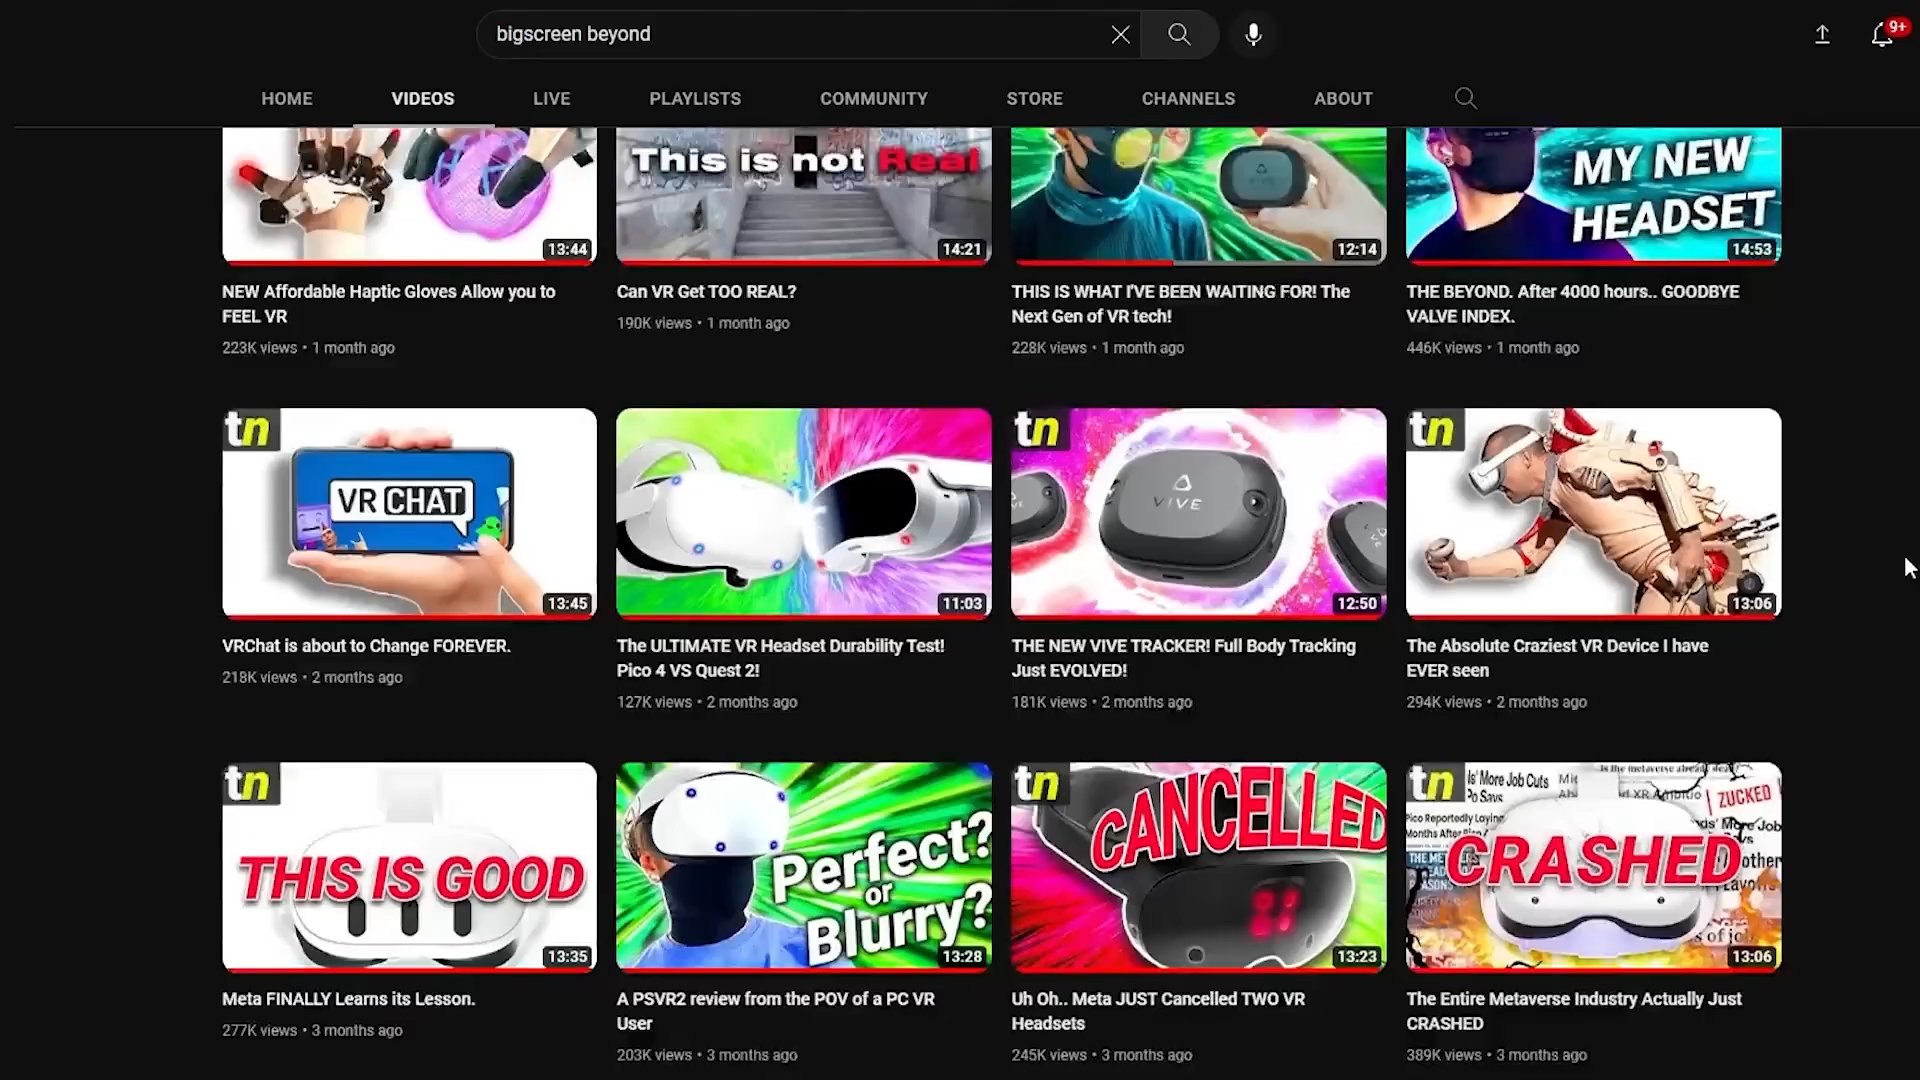 bigscreen beyond
9+
HOME VIDEOS LIVE PLAYLISTS COMMUNITY STORE CHANNELS ABOUT
13:44
This is not Real
14:21
VIVE
12:14
MY NEW
HEADSET
14:53
NEW Affordable Haptic Gloves Allow you to
FEEL VR
223K views • 1 month ago
Can VR Get TOO REAL?
190K views • 1 month ago
THIS IS WHAT I'VE BEEN WAITING FOR! The
Next Gen of VR tech!
228K views • 1 month ago
THE BEYOND. After 4000 hours.. GOODBYE
VALVE INDEX.
446K views • 1 month ago
tn
VRCHAT
13:45
11:03
tn
VIVE
12:50
tn
13:06
VRChat is about to Change FOREVER.
218K views • 2 months ago
The ULTIMATE VR Headset Durability Test!
Pico 4 VS Quest 2!
127K views • 2 months ago
THE NEW VIVE TRACKER! Full Body Tracking
Just EVOLVED!
181K views • 2 months ago
The Absolute Craziest VR Device I have
EVER seen
294K views • 2 months ago
tn
THIS IS GOOD
13:35
Perfect?
or
Blurry?
13:28
tn
CANCELLED
13:23
tn
More Job Cuts
ZUCKED
Pico Reportedly Laying
CRASHED
13:06
Meta FINALLY Learns its Lesson.
277K views • 3 months ago
A PSVR2 review from the POV of a PC VR
User
203K views • 3 months ago
Uh Oh.. Meta JUST Cancelled TWO VR
Headsets
245K views • 3 months ago
The Entire Metaverse Industry Actually Just
CRASHED
389K views • 3 months ago